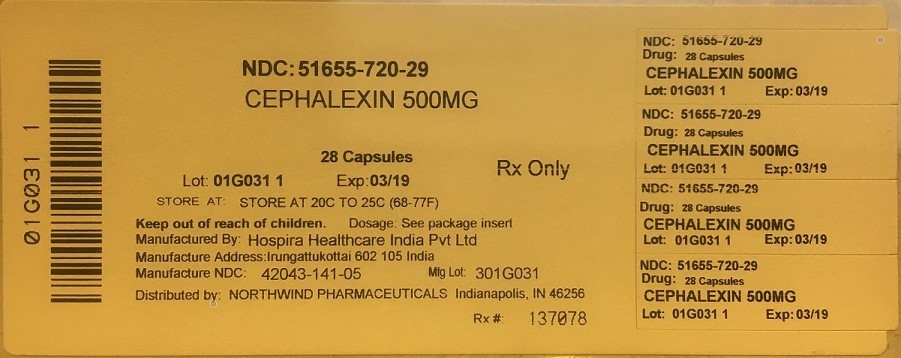 01G031 1
NDC: 51655-720-29
CEPHALEXIN 500MG
28 Capsules
Rx Only
Lot: 01G031 1 Exp: 03/19
STORE AT: STORE AT 20C TO 25C (68-77F)
Keep out of reach of children. Dosage: See package insert
Manufactured By: Hospira Healthcare India Pvt Ltd
Manufacture Address:Irungattukottai 602 105 India
Manufacture NDC: 42043-141-05 Mfg Lot: 301G031
Distributed by: NORTHWIND PHARMACEUTICALS Indianapolis, IN 46256
Rx #: 137078
NDC: 51655-720-29
Drug: 28 Capsules
CEPHALEXIN 500MG
Lot: 01G031 1 Exp: 03/19
NDC: 51655-720-29
Drug: 28 Capsules
CEPHALEXIN 500MG
Lot: 01G031 1 Exp: 03/19
NDC: 51655-720-29
Drug: 28 Capsules
CEPHALEXIN 500MG
Lot: 01G031 1 Exp: 03/19
NDC: 51655-720-29
Drug: 28 Capsules
CEPHALEXIN 500MG
Lot: 01G031 1 Exp: 03/19